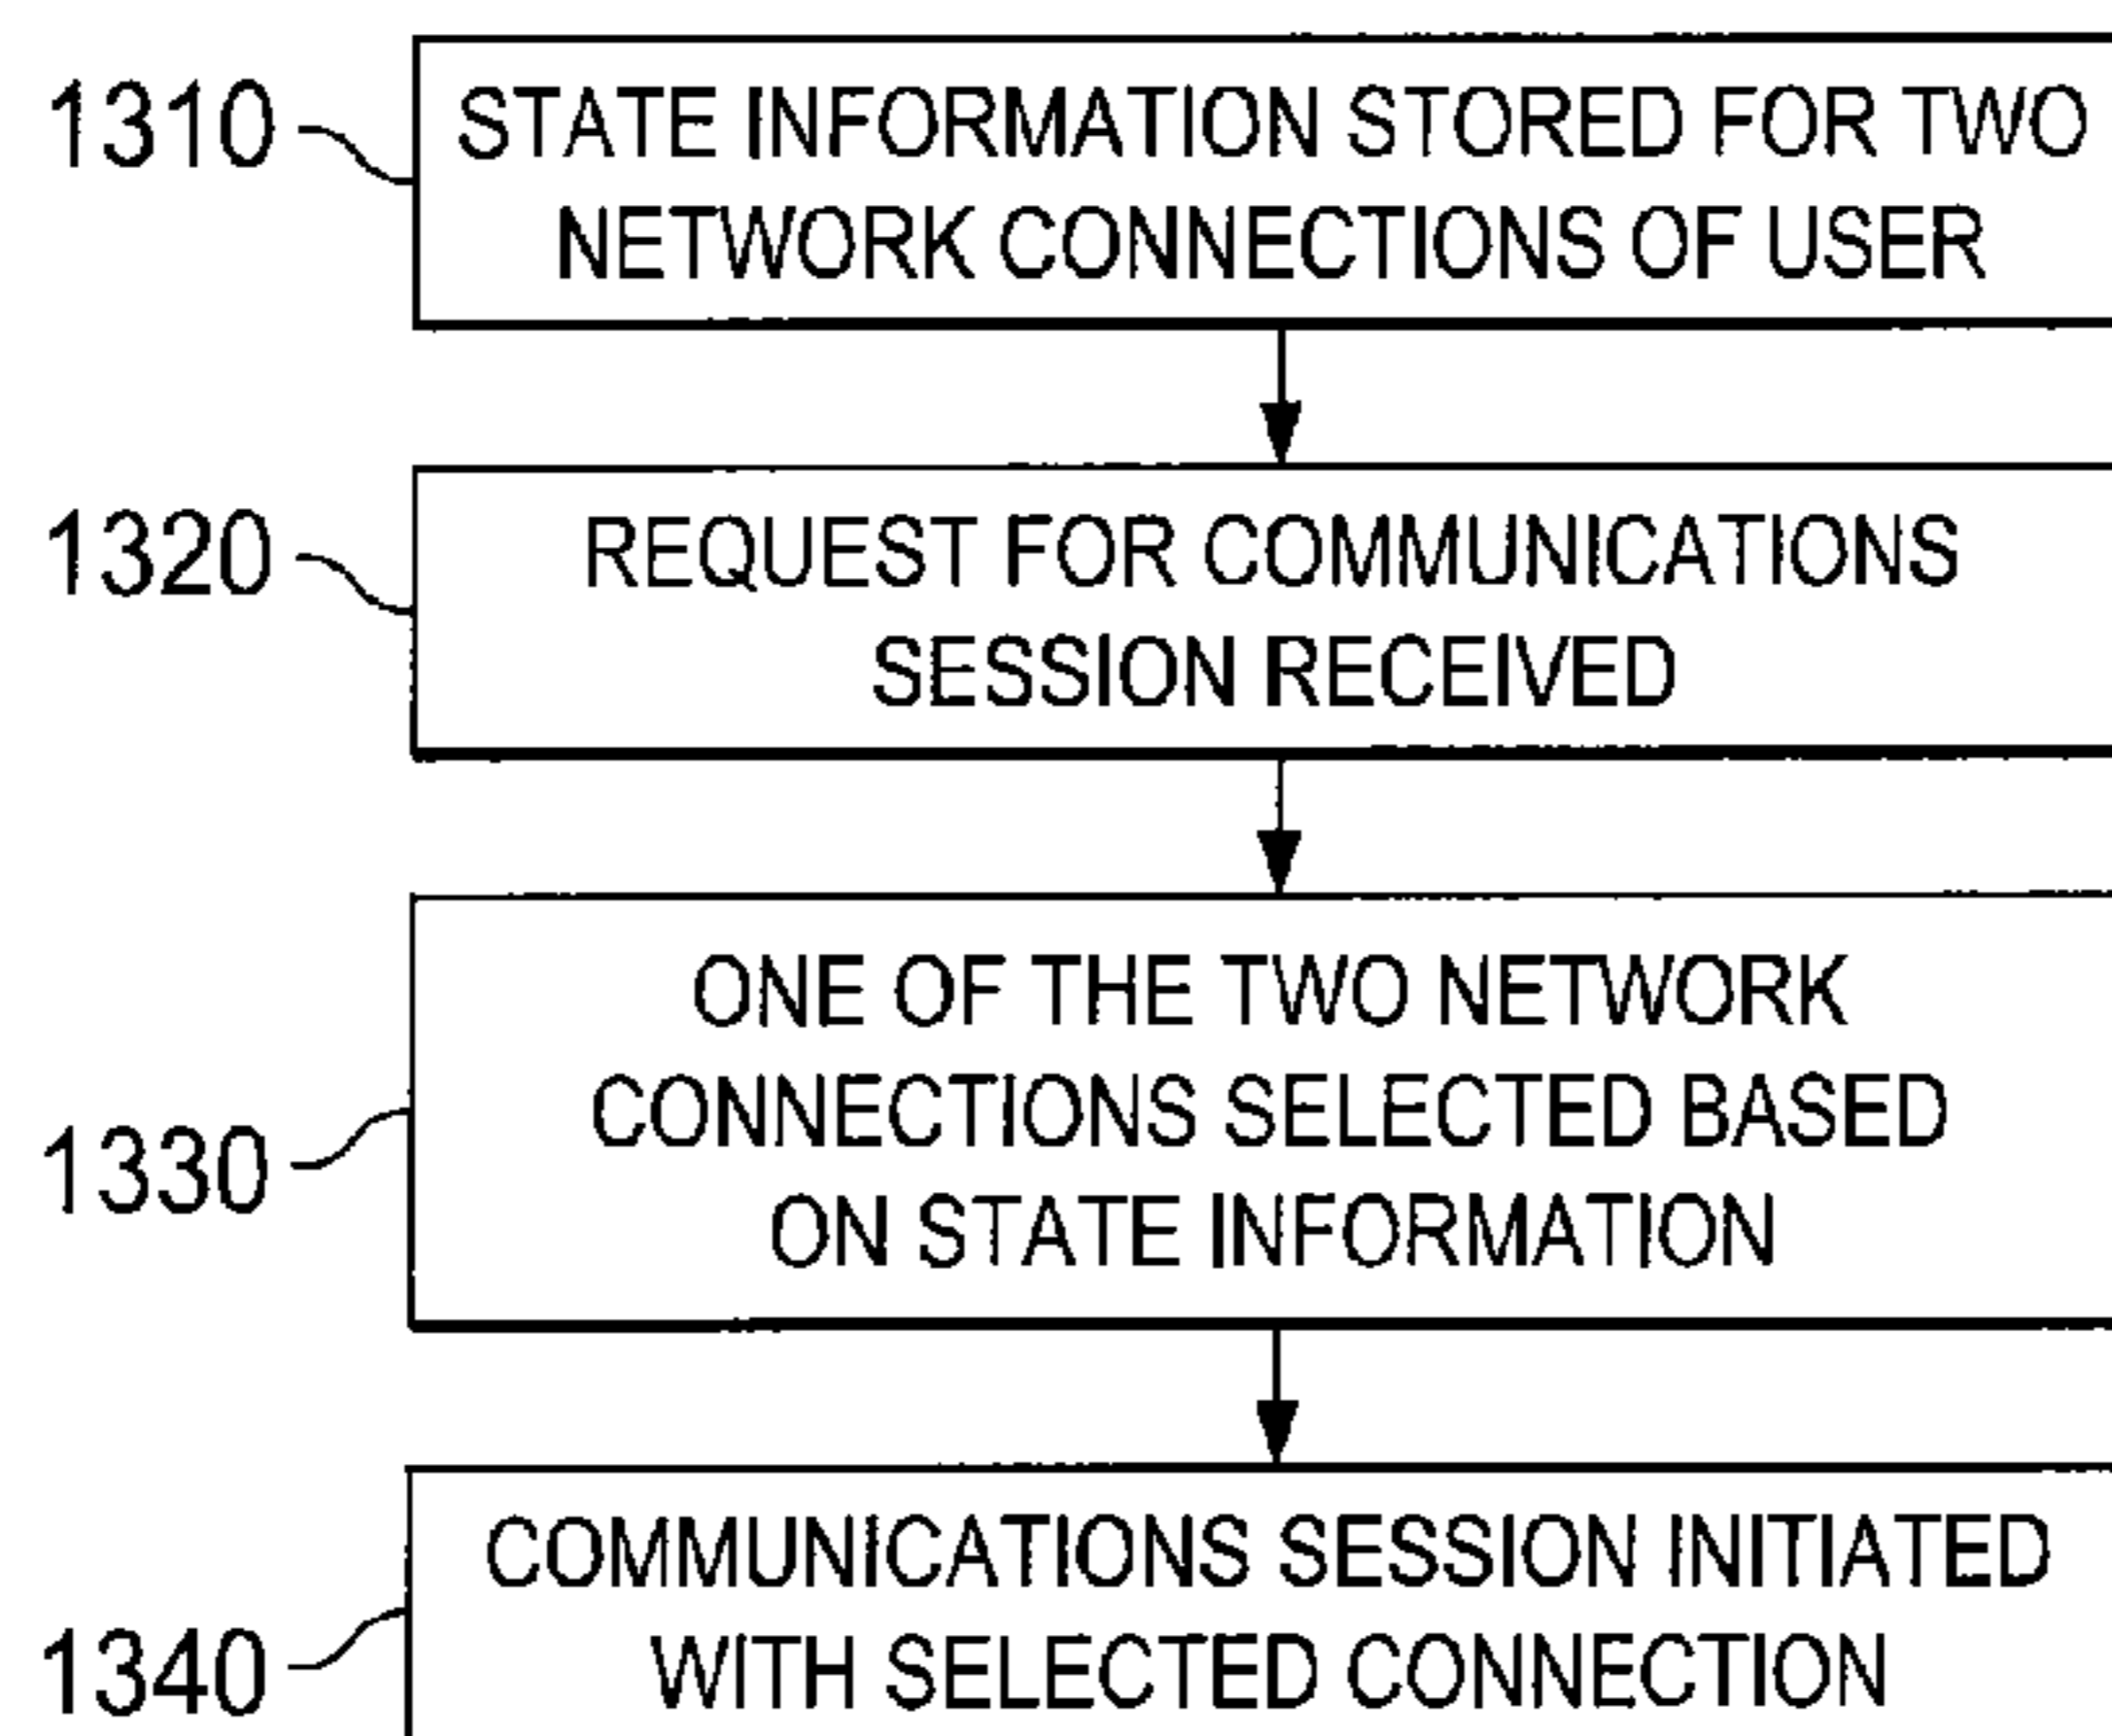 1310
STATE INFORMATION STORED FOR TWO
NETWORK CONNECTIONS OF USER
1320
REQUEST FOR COMMUNICATIONS
SESSION RECEIVED
1330
ONE OF THE TWO NETWORK
CONNECTIONS SELECTED BASED
ON STATE INFORMATION
1340
COMMUNICATIONS SESSION INITIATED
WITH SELECTED CONNECTION